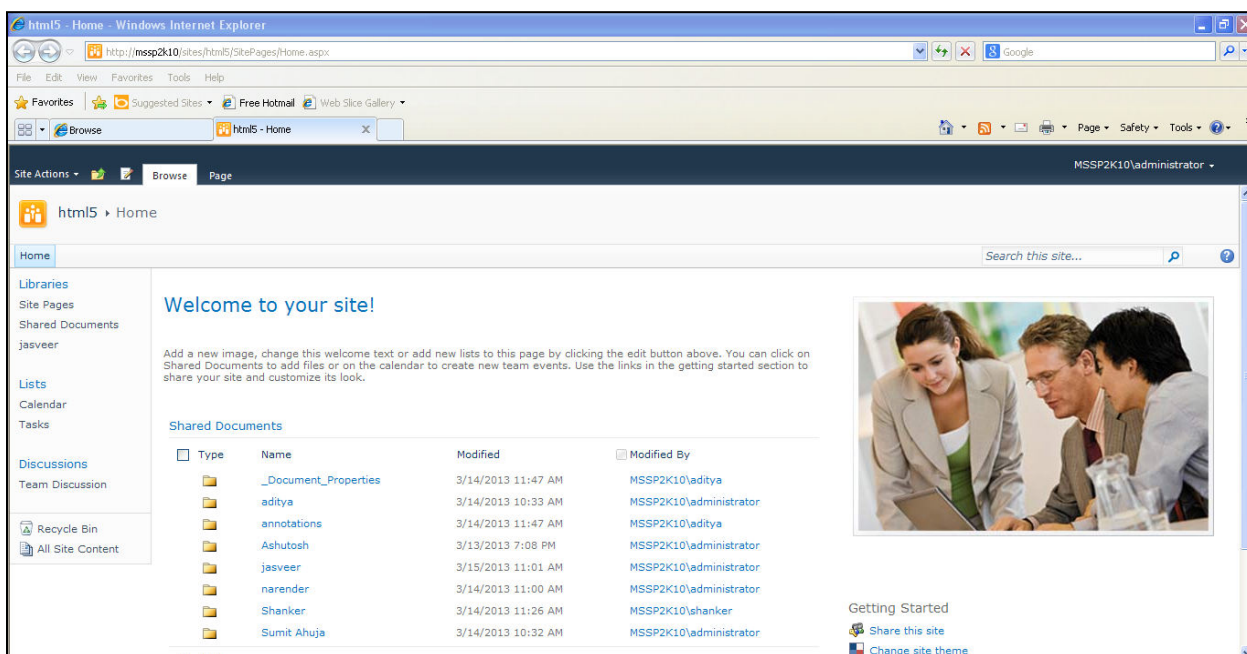 html5 - Home - Windows Internet Explorer
http://mssp2k10/sites/html5/SitePages/Home.aspx
Google
File Edit View Favorites Tools Help
Favorites Suggested Sites Free Hotmail Web Slice Gallery
Browse html5 - Home X Page Safety Tools
MSSP2K10\administrator
Site Actions Browse Page
html5 Home
Home Search this site...
Libraries
Site Pages
Shared Documents
jasveer
Lists
Calendar
Tasks
Discussions
Team Discussion
Recycle Bin
All Site Content
Welcome to your site!
Add a new image, change this welcome text or add new lists to this page by clicking the edit button above. You can click on
Shared Documents to add files or on the calendar to create new team events. Use the links in the getting started section to
share your site and customize its look.
Shared Documents
Type Name Modified Modified By
_Document_Properties 3/14/2013 11:47 AM MSSP2K10\aditya
aditya 3/14/2013 10:33 AM MSSP2K10\administrator
annotations 3/14/2013 11:47 AM MSSP2K10\aditya
Ashutosh 3/13/2013 7:08 PM MSSP2K10\administrator
jasveer 3/15/2013 11:01 AM MSSP2K10\administrator
narender 3/14/2013 11:00 AM MSSP2K10\administrator
Shanker 3/14/2013 11:26 AM MSSP2K10\shanker
Sumit Ahuja 3/14/2013 10:32 AM MSSP2K10\administrator
Getting Started
Share this site
Change site theme